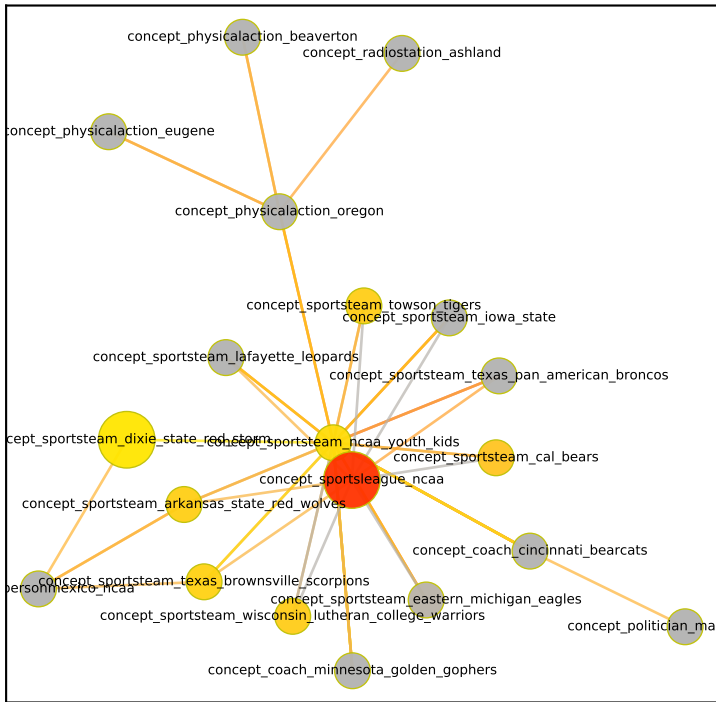 concept_physicalaction_beaverton
concept_radiostation_ashland
concept_physicalaction_eugene
concept_physicalaction_oregon
concept_sportsteam_towson_tigers
concept_sportsteam_iowa_state
concept_sportsteam_lafayette_leopards
concept_sportsteam_texas_pan_american_broncos
cept_sportsteam_dixie_state_red_storm
concept_sportsteam_ncaa_youth_kids
concept_sportsteam_cal_bears
concept_sportsleague_ncaa
concept_sportsteam_arkansas_state_red_wolves
concept_coach_cincinnati_bearcats
concept_sportsteam_texas_brownsville_scorpions
personmexico_ncaa
concept_sportsteam_eastern_michigan_eagles
concept_sportsteam_wisconsin_lutheran_college_warriors
concept_politician_ma
concept_coach_minnesota_golden_gophers